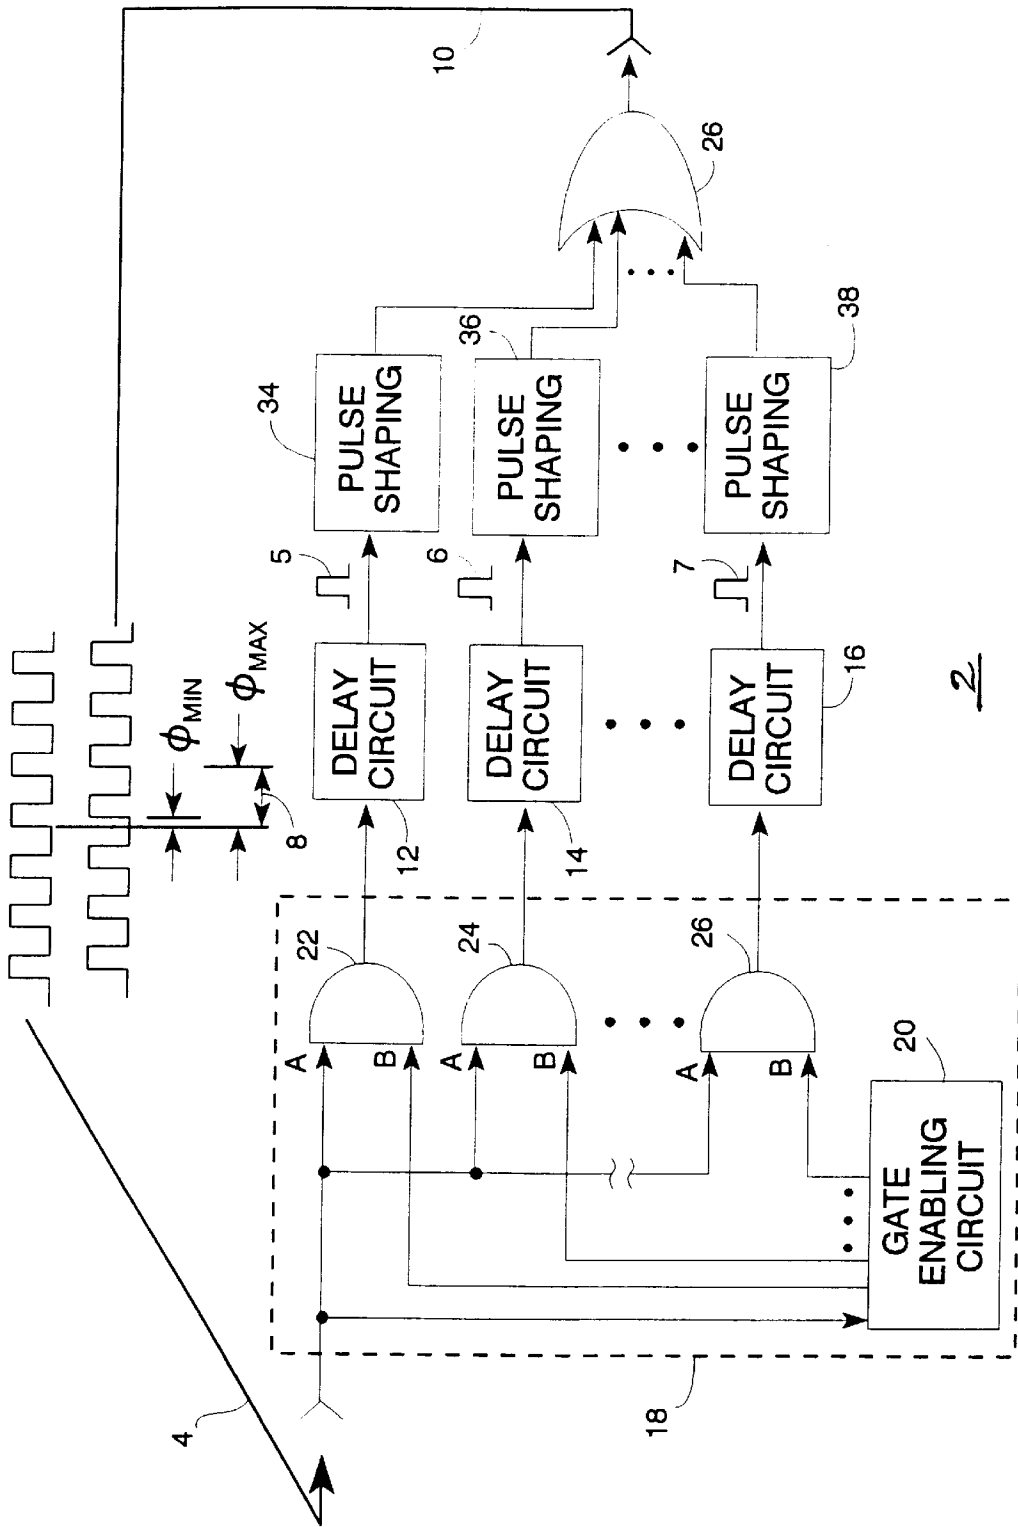 4
10
ϕMIN
ϕMAX
8
18
A
B
22
A
B
24
A
B
26
GATE
ENABLING
CIRCUIT
20
DELAY
CIRCUIT
12
DELAY
CIRCUIT
14
DELAY
CIRCUIT
16
5
6
7
PULSE
SHAPING
34
PULSE
SHAPING
36
PULSE
SHAPING
38
26
2